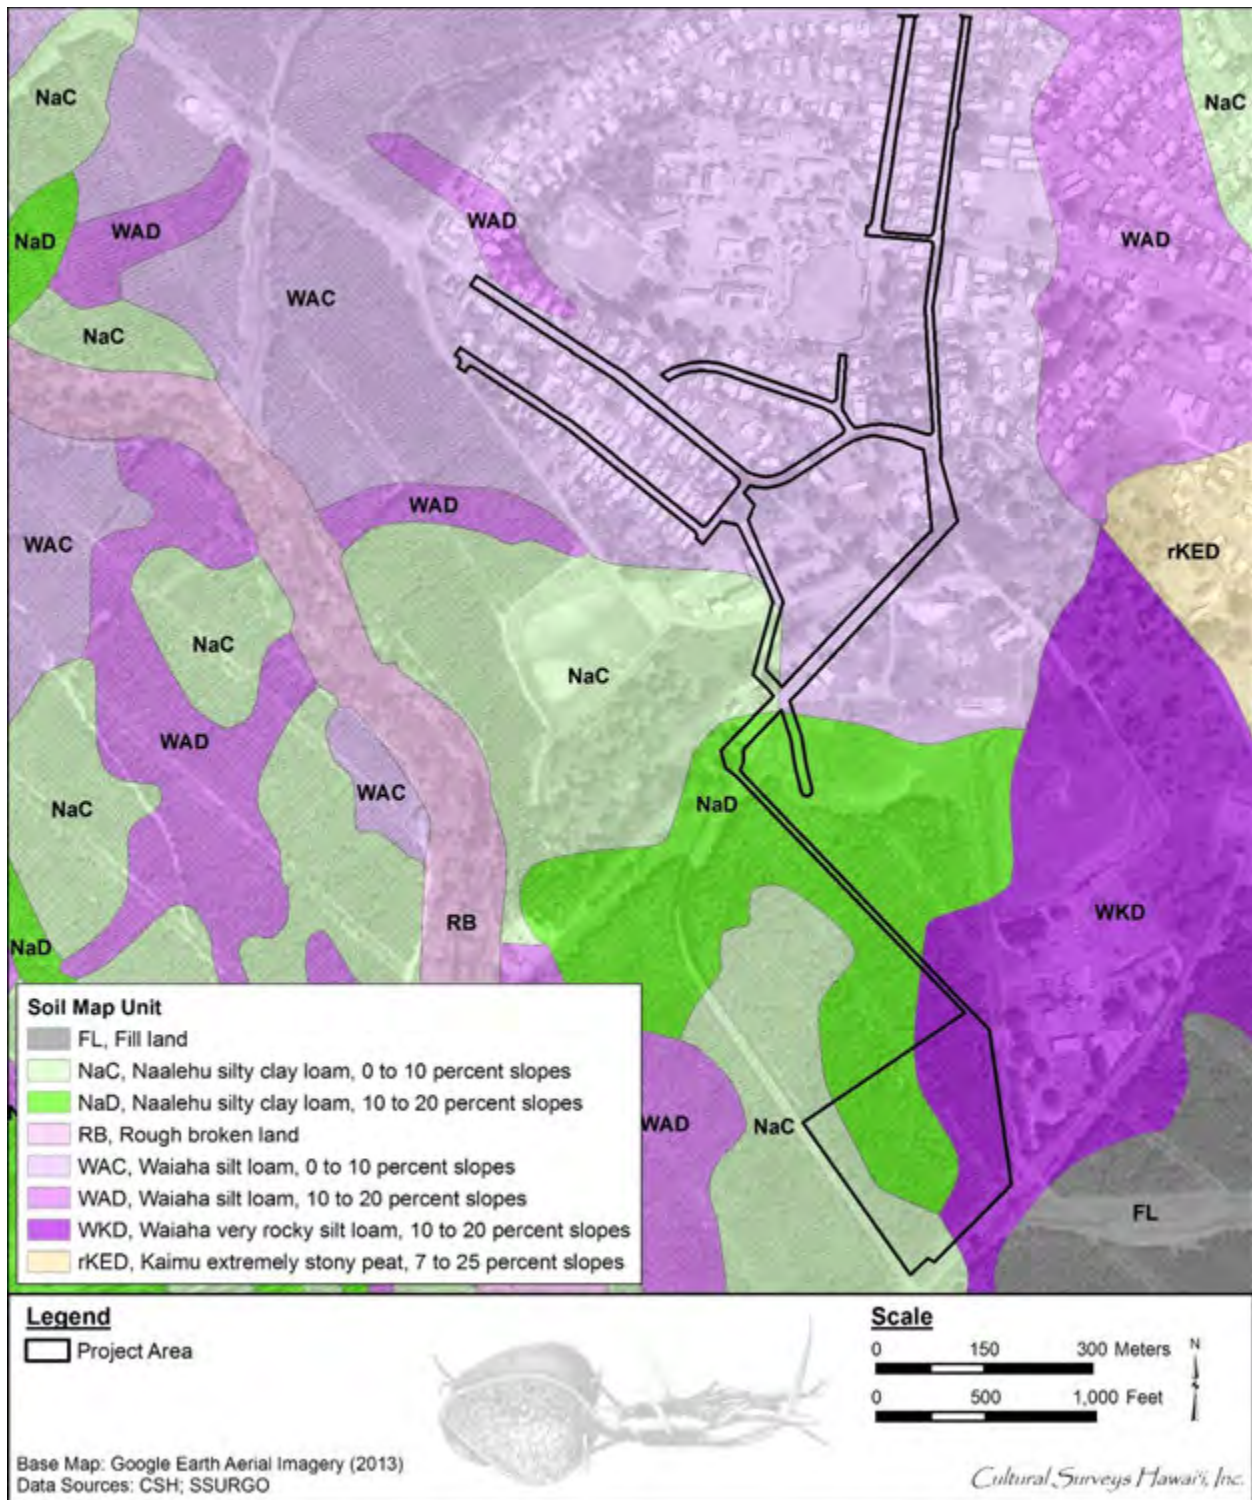 NaC
NaC
WAD
WAD
NaD
WAD
WAC
NaC
WAD
WAC
rKED
NaC
NaC
WAD
NaC
WAC
NaD
WKD
RB
NaD
WAD
NaC
FL
Soil Map Unit
FL, Fill land
NaC, Naalehu silty clay loam, 0 to 10 percent slopes
NaD, Naalehu silty clay loam, 10 to 20 percent slopes
RB, Rough broken land
WAC, Waiaha silt loam, 0 to 10 percent slopes
WAD, Waiaha silt loam, 10 to 20 percent slopes
WKD, Waiaha very rocky silt loam, 10 to 20 percent slopes
rKED, Kaimu extremely stony peat, 7 to 25 percent slopes
Legend
Project Area
Scale
0 150 300 Meters
0 500 1,000 Feet
N
Base Map: Google Earth Aerial Imagery (2013)
Data Sources: CSH; SSURGO
Cultural Surveys Hawai‘i, Inc.